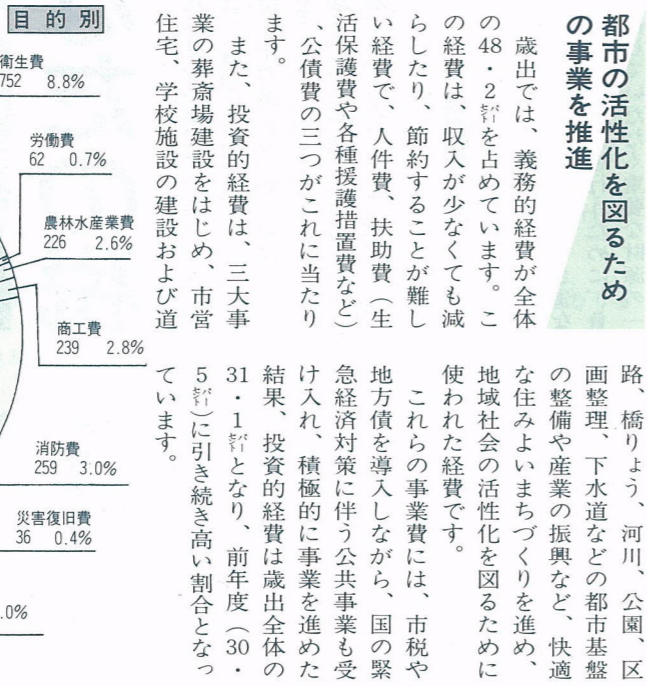 都市の活性化を図るため
の事業を推進
歳出では、義務的経費が全体
の48・2㌫を占めています。こ
の経費は、収入が少なくても減
らしたり、節約することが難し
い経費で、人件費、扶助費（生
活保護費や各種援護措置費など）
、公債費の三つがこれに当たり
ます。
また、投資的経費は、三大事
業の葬斎場建設をはじめ、市営
住宅、学校施設の建設および道
路、橋りょう、河川、公園、区
画整理、下水道などの都市基盤
の整備や産業の振興など、快適
な住みよいまちづくりを進め、
地域社会の活性化を図るために
使われた経費です。
これらの事業費には、市税や
地方債を導入しながら、国の緊
急経済対策に伴う公共事業も受
け入れ、積極的に事業を進めた
結果、投資的経費は歳出全体の
31・1㌫となり、前年度（30・
5㌫）に引き続き高い割合となっ
ています。
目的別
衛生費
752 8.8%
労働費
62 0.7%
農林水産業費
226 2.6%
商工費
239 2.8%
消防費
259 3.0%
災害復旧費
36 0.4%
.0%